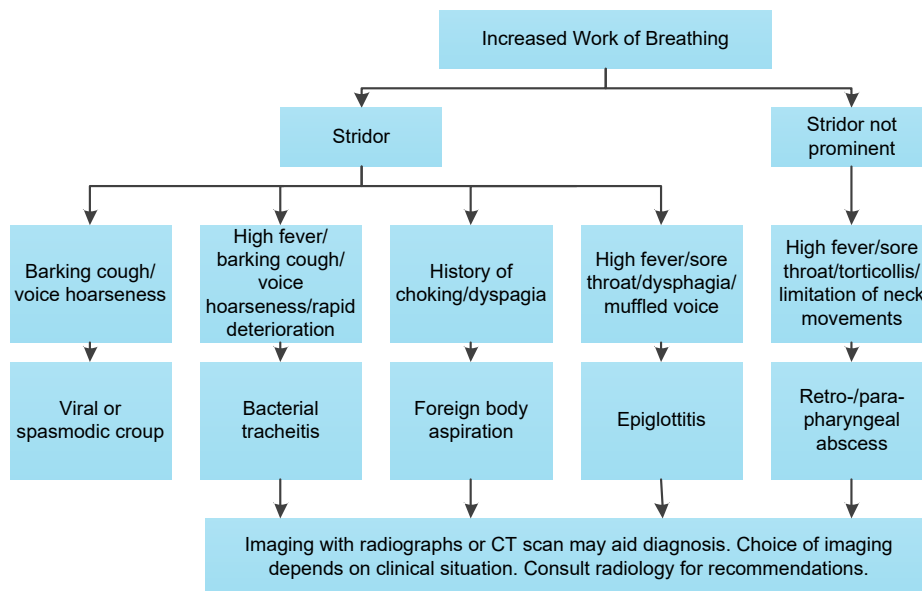 Increased Work of Breathing
Stridor
Stridor not
prominent
Barking cough/
voice hoarseness
High fever/
barking cough/
voice
hoarseness/rapid
deterioration
History of
choking/dyspagia
High fever/sore
throat/dysphagia/
muffled voice
High fever/sore
throat/torticollis/
limitation of neck
movements
Viral or
spasmodic croup
Bacterial
tracheitis
Foreign body
aspiration
Epiglottitis
Retro-/para-
pharyngeal
abscess
Imaging with radiographs or CT scan may aid diagnosis. Choice of imaging
depends on clinical situation. Consult radiology for recommendations.